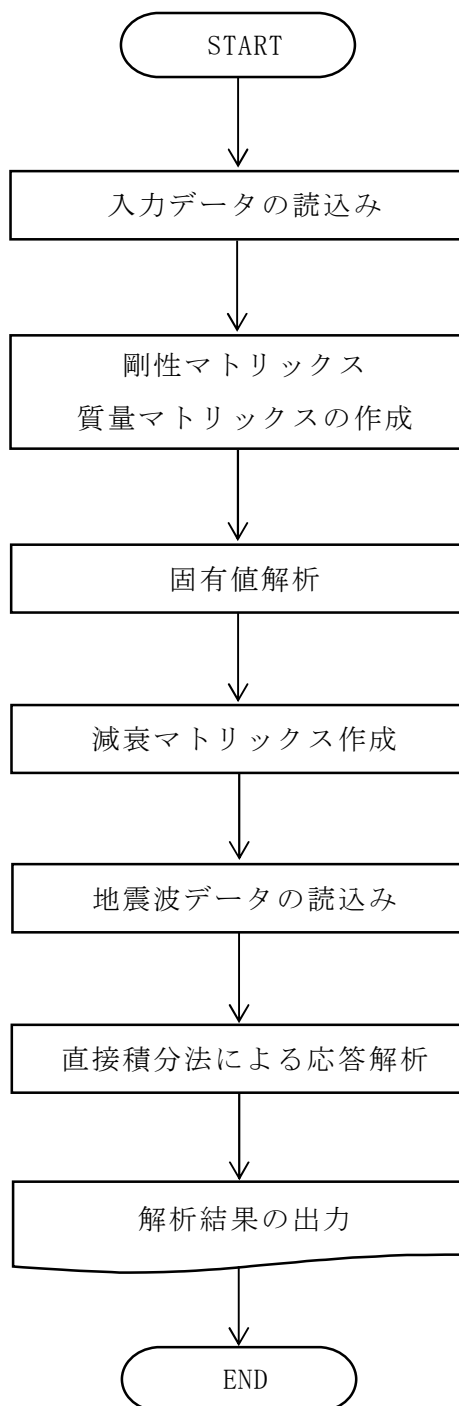 START
入力データの読込み
剛性マトリックス
質量マトリックスの作成
固有値解析
減衰マトリックス作成
地震波データの読込み
直接積分法による応答解析
解析結果の出力
END